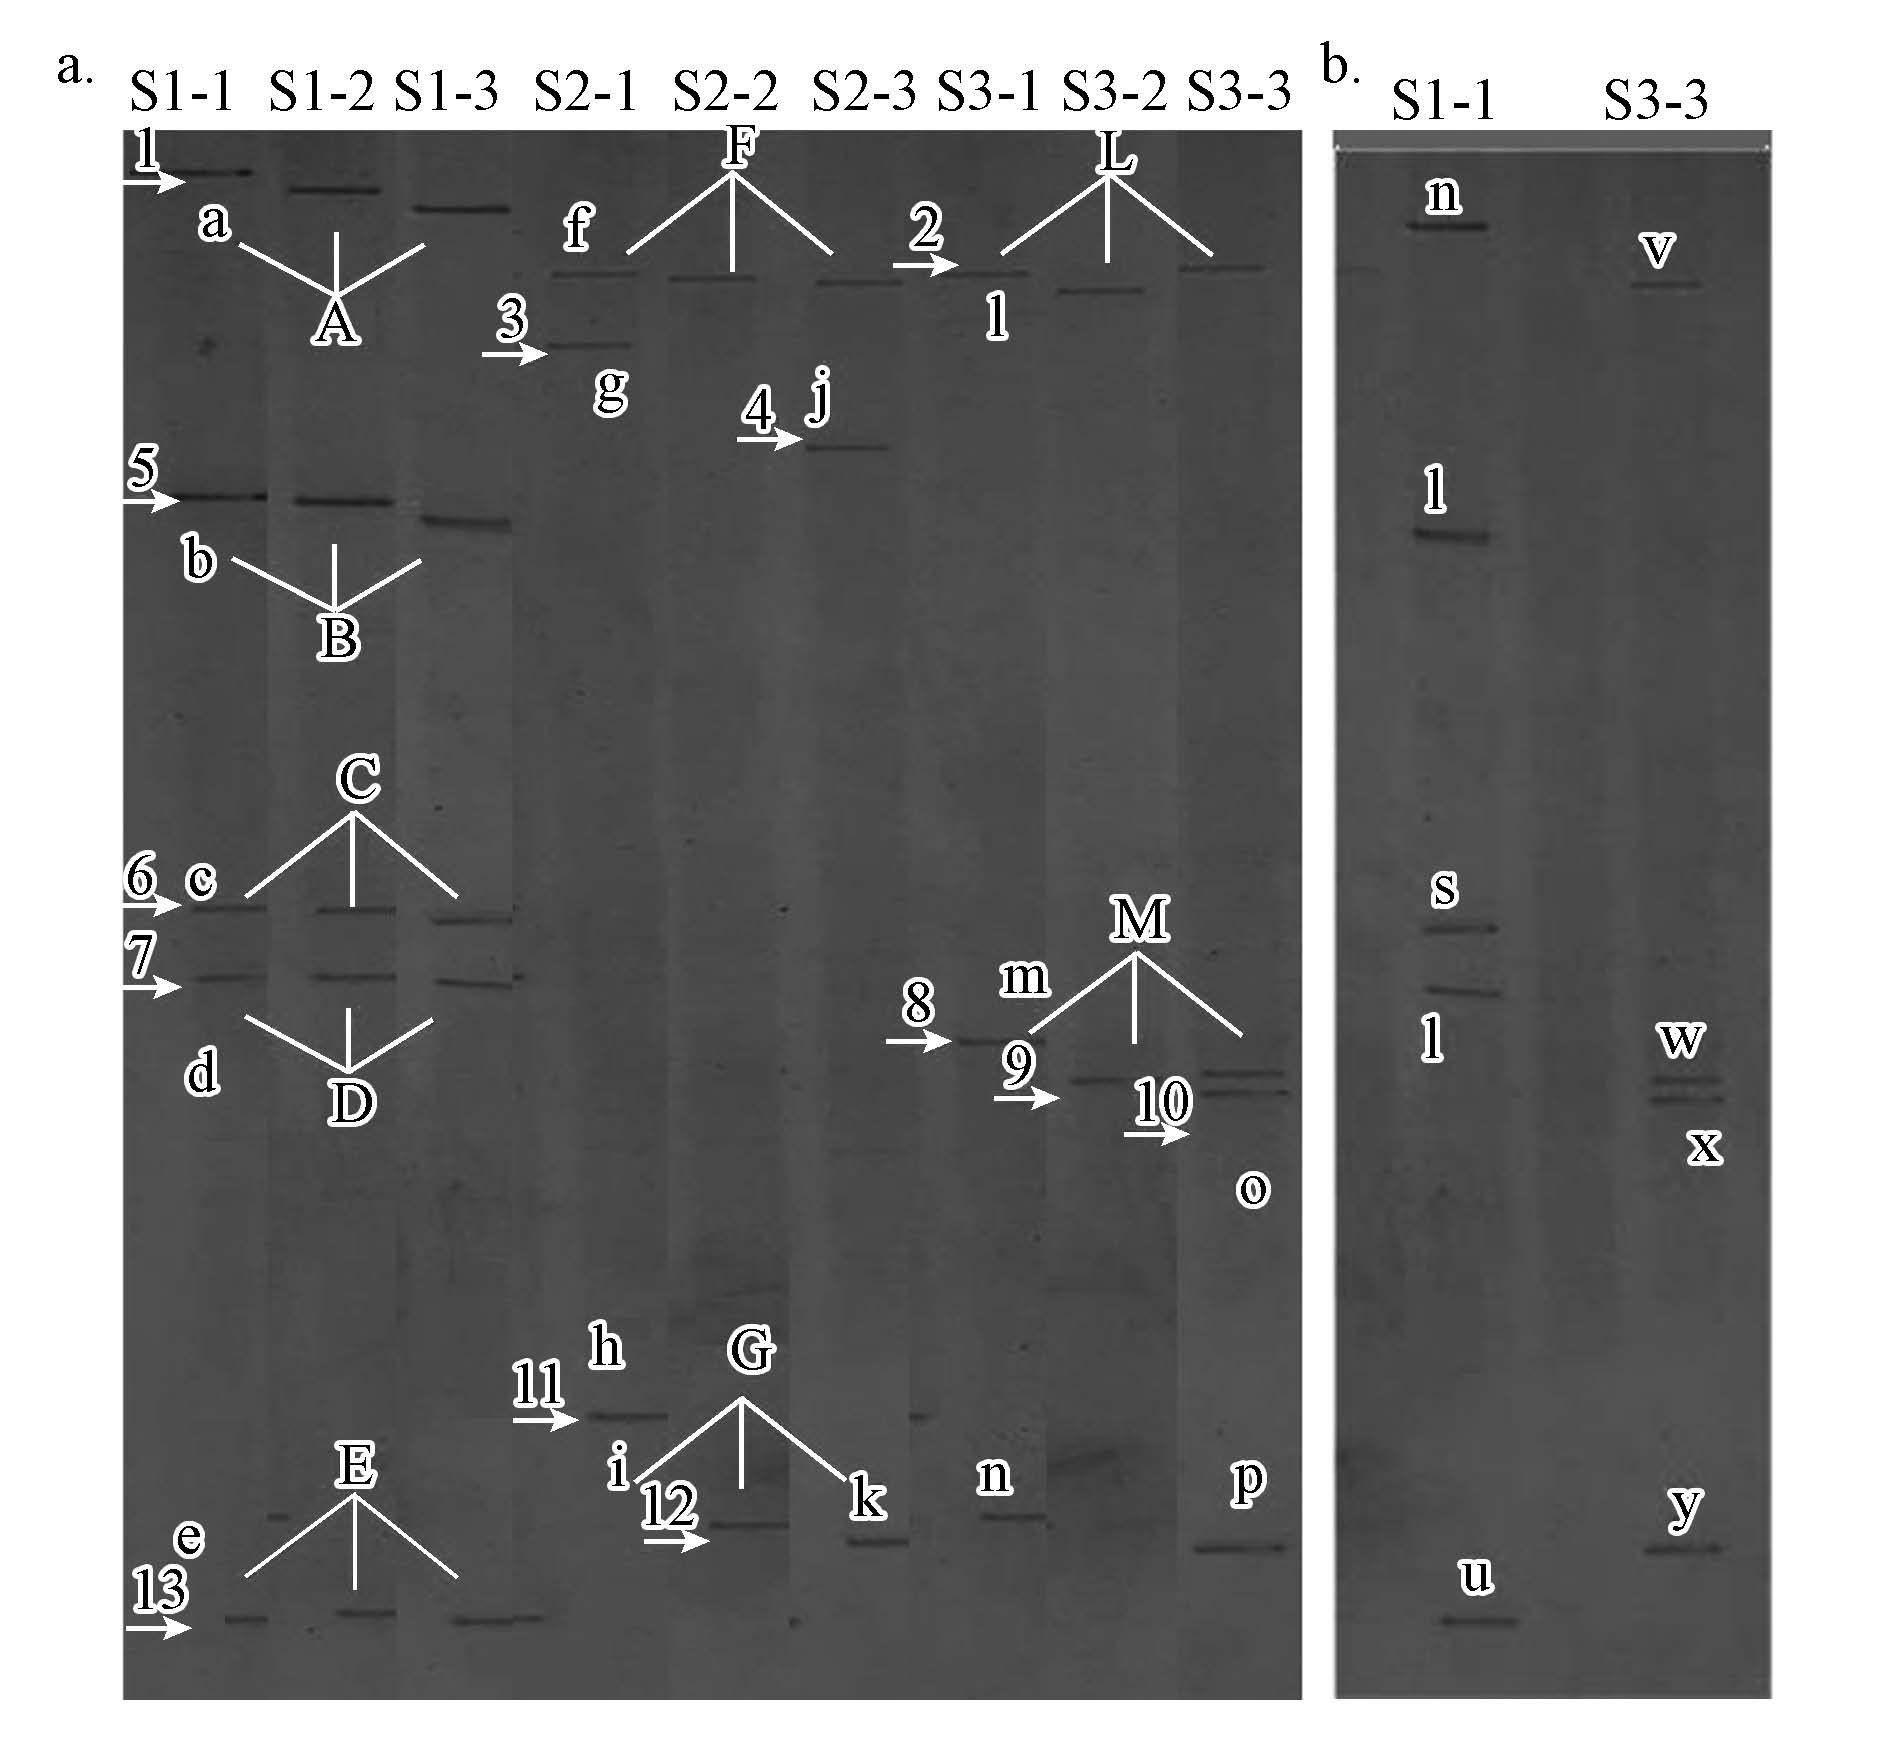 a.
S1-1 S1-2 S1-3 S2-1 S2-2 S2-3 S3-1 S3-2 S3-3
1
F
L
a
f
2
A
3
l
g
4
j
5
b
B
C
6
c
7
M
m
8
d
D
9
10
o
h
G
11
E
i
12
k
n
p
e
13
b.
S1-1 S3-3
n
v
l
s
l
w
x
y
u